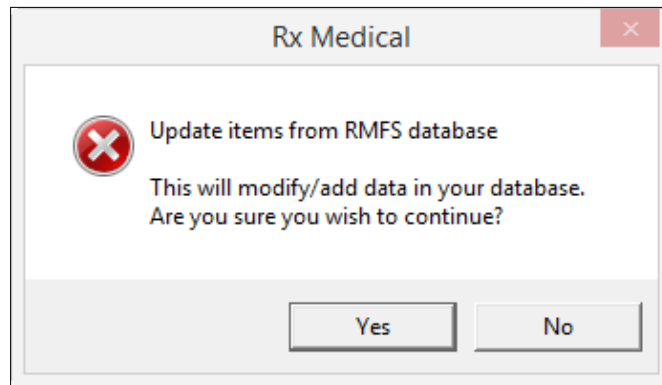 Rx Medical
Update items from RMFS database
This will modify/add data in your database.
Are you sure you wish to continue?
Yes
No